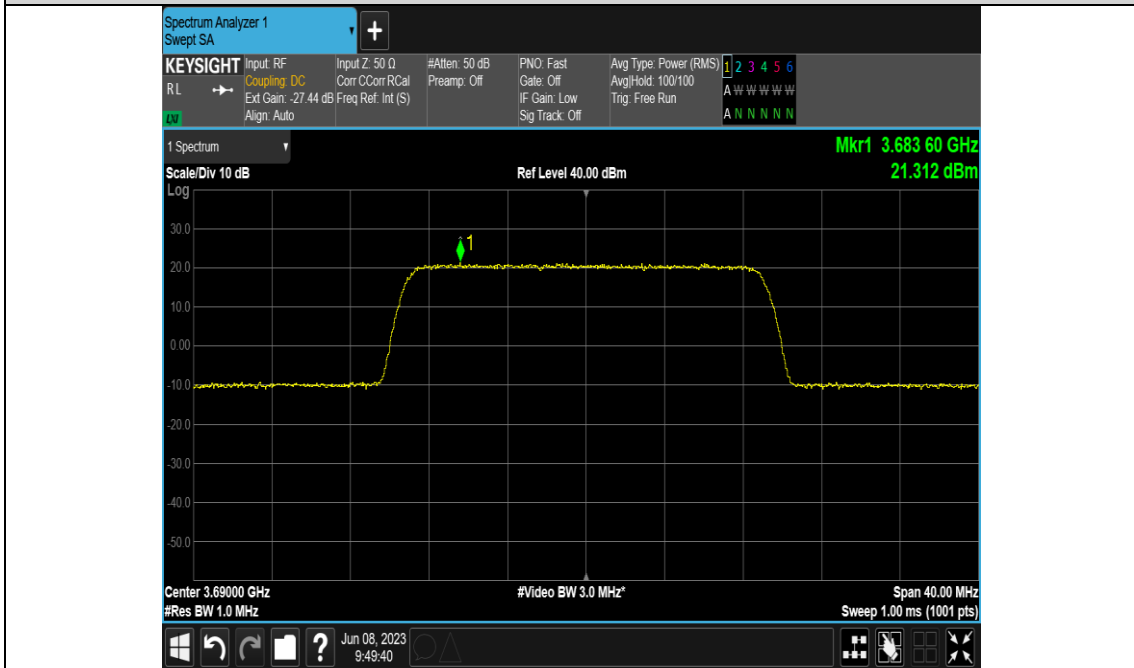 Spectrum Analyzer 1
Swept SA
+
KEYSIGHT
RL
LXI
Input: RF
Coupling: DC
Ext Gain: -27.44 dB
Align: Auto
Input Z: 50 Ω
Corr CCorr RCal
Freq Ref: Int (S)
#Atten: 50 dB
Preamp: Off
PNO: Fast
Gate: Off
IF Gain: Low
Sig Track: Off
Avg Type: Power (RMS)
Avg|Hold: 100/100
Trig: Free Run
1 2 3 4 5 6
A W W W W W
A N N N N N
1 Spectrum
Mkr1 3.683 60 GHz
Scale/Div 10 dB
Ref Level 40.00 dBm
21.312 dBm
Log
30.0
1
20.0
10.0
0.00
-10.0
-20.0
-30.0
-40.0
-50.0
Center 3.69000 GHz
#Video BW 3.0 MHz*
Span 40.00 MHz
#Res BW 1.0 MHz
Sweep 1.00 ms (1001 pts)
?
Jun 08, 2023
9:49:40